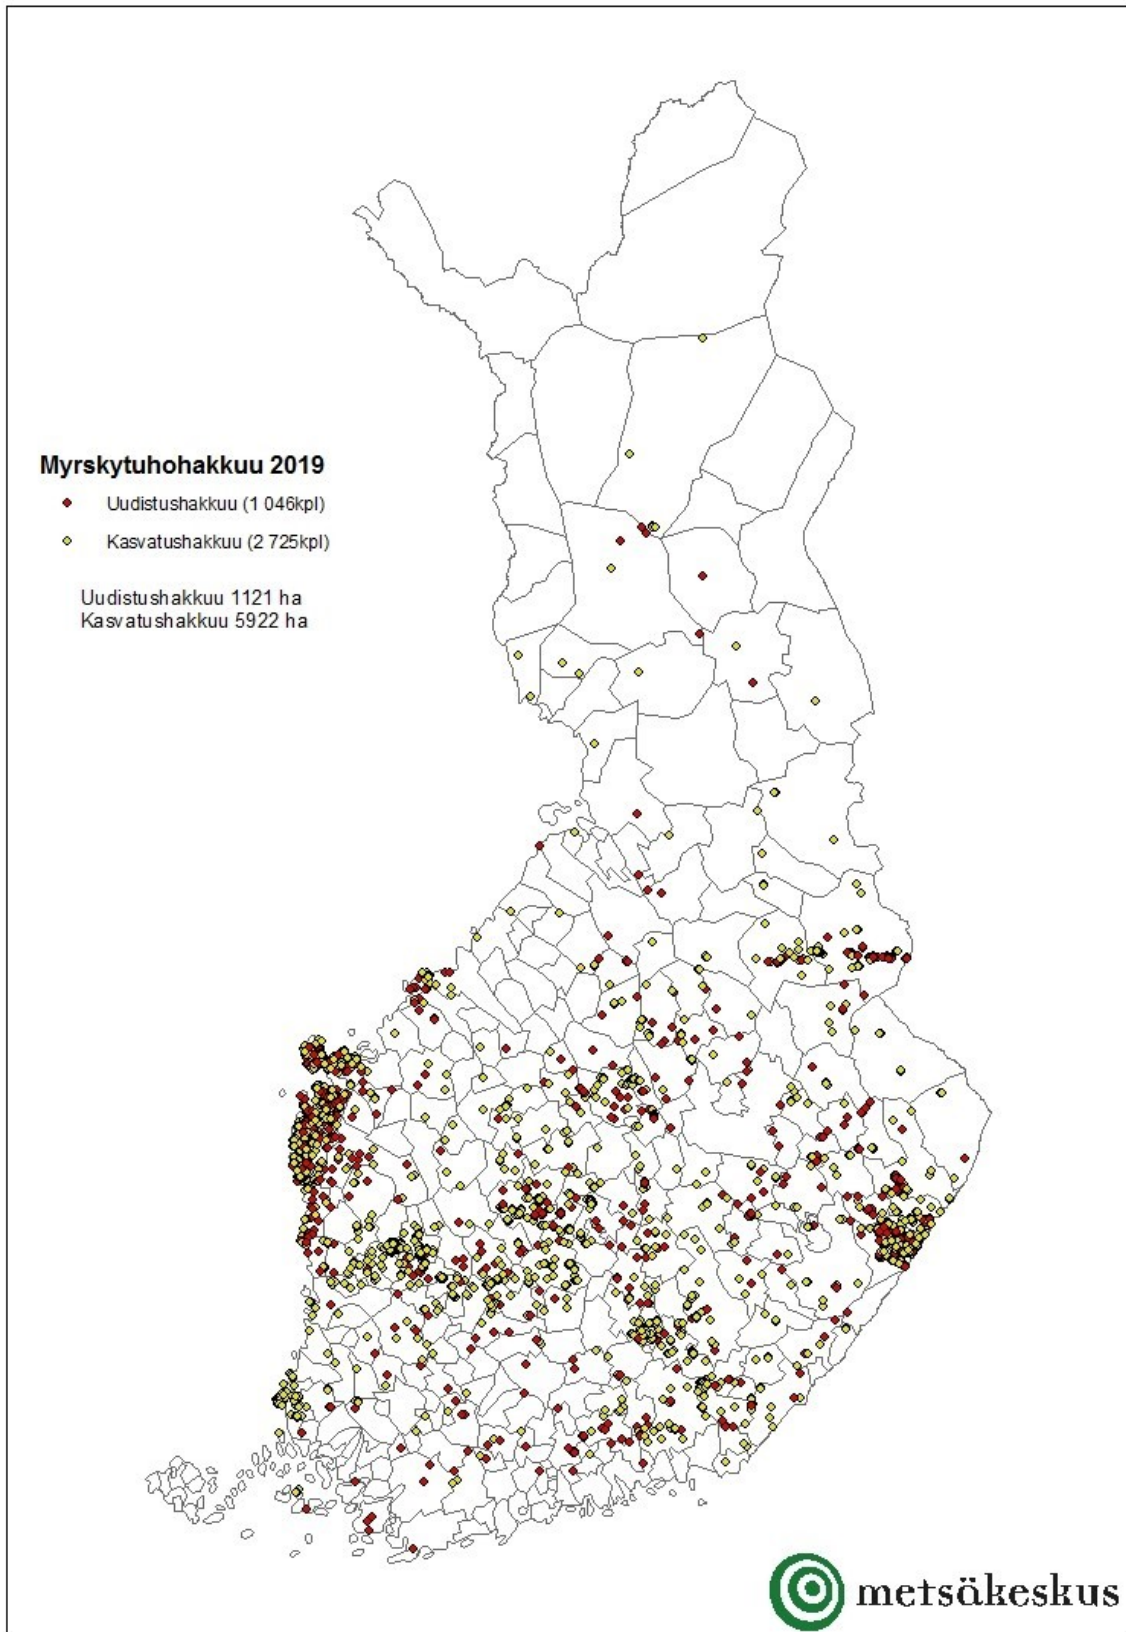 Myrskytuhohakkuu 2019
Uudistushakkuu (1 046kpl)
Kasvatushakkuu (2 725kpl)
Uudistushakkuu 1121 ha
Kasvatushakkuu 5922 ha
metsäkeskus